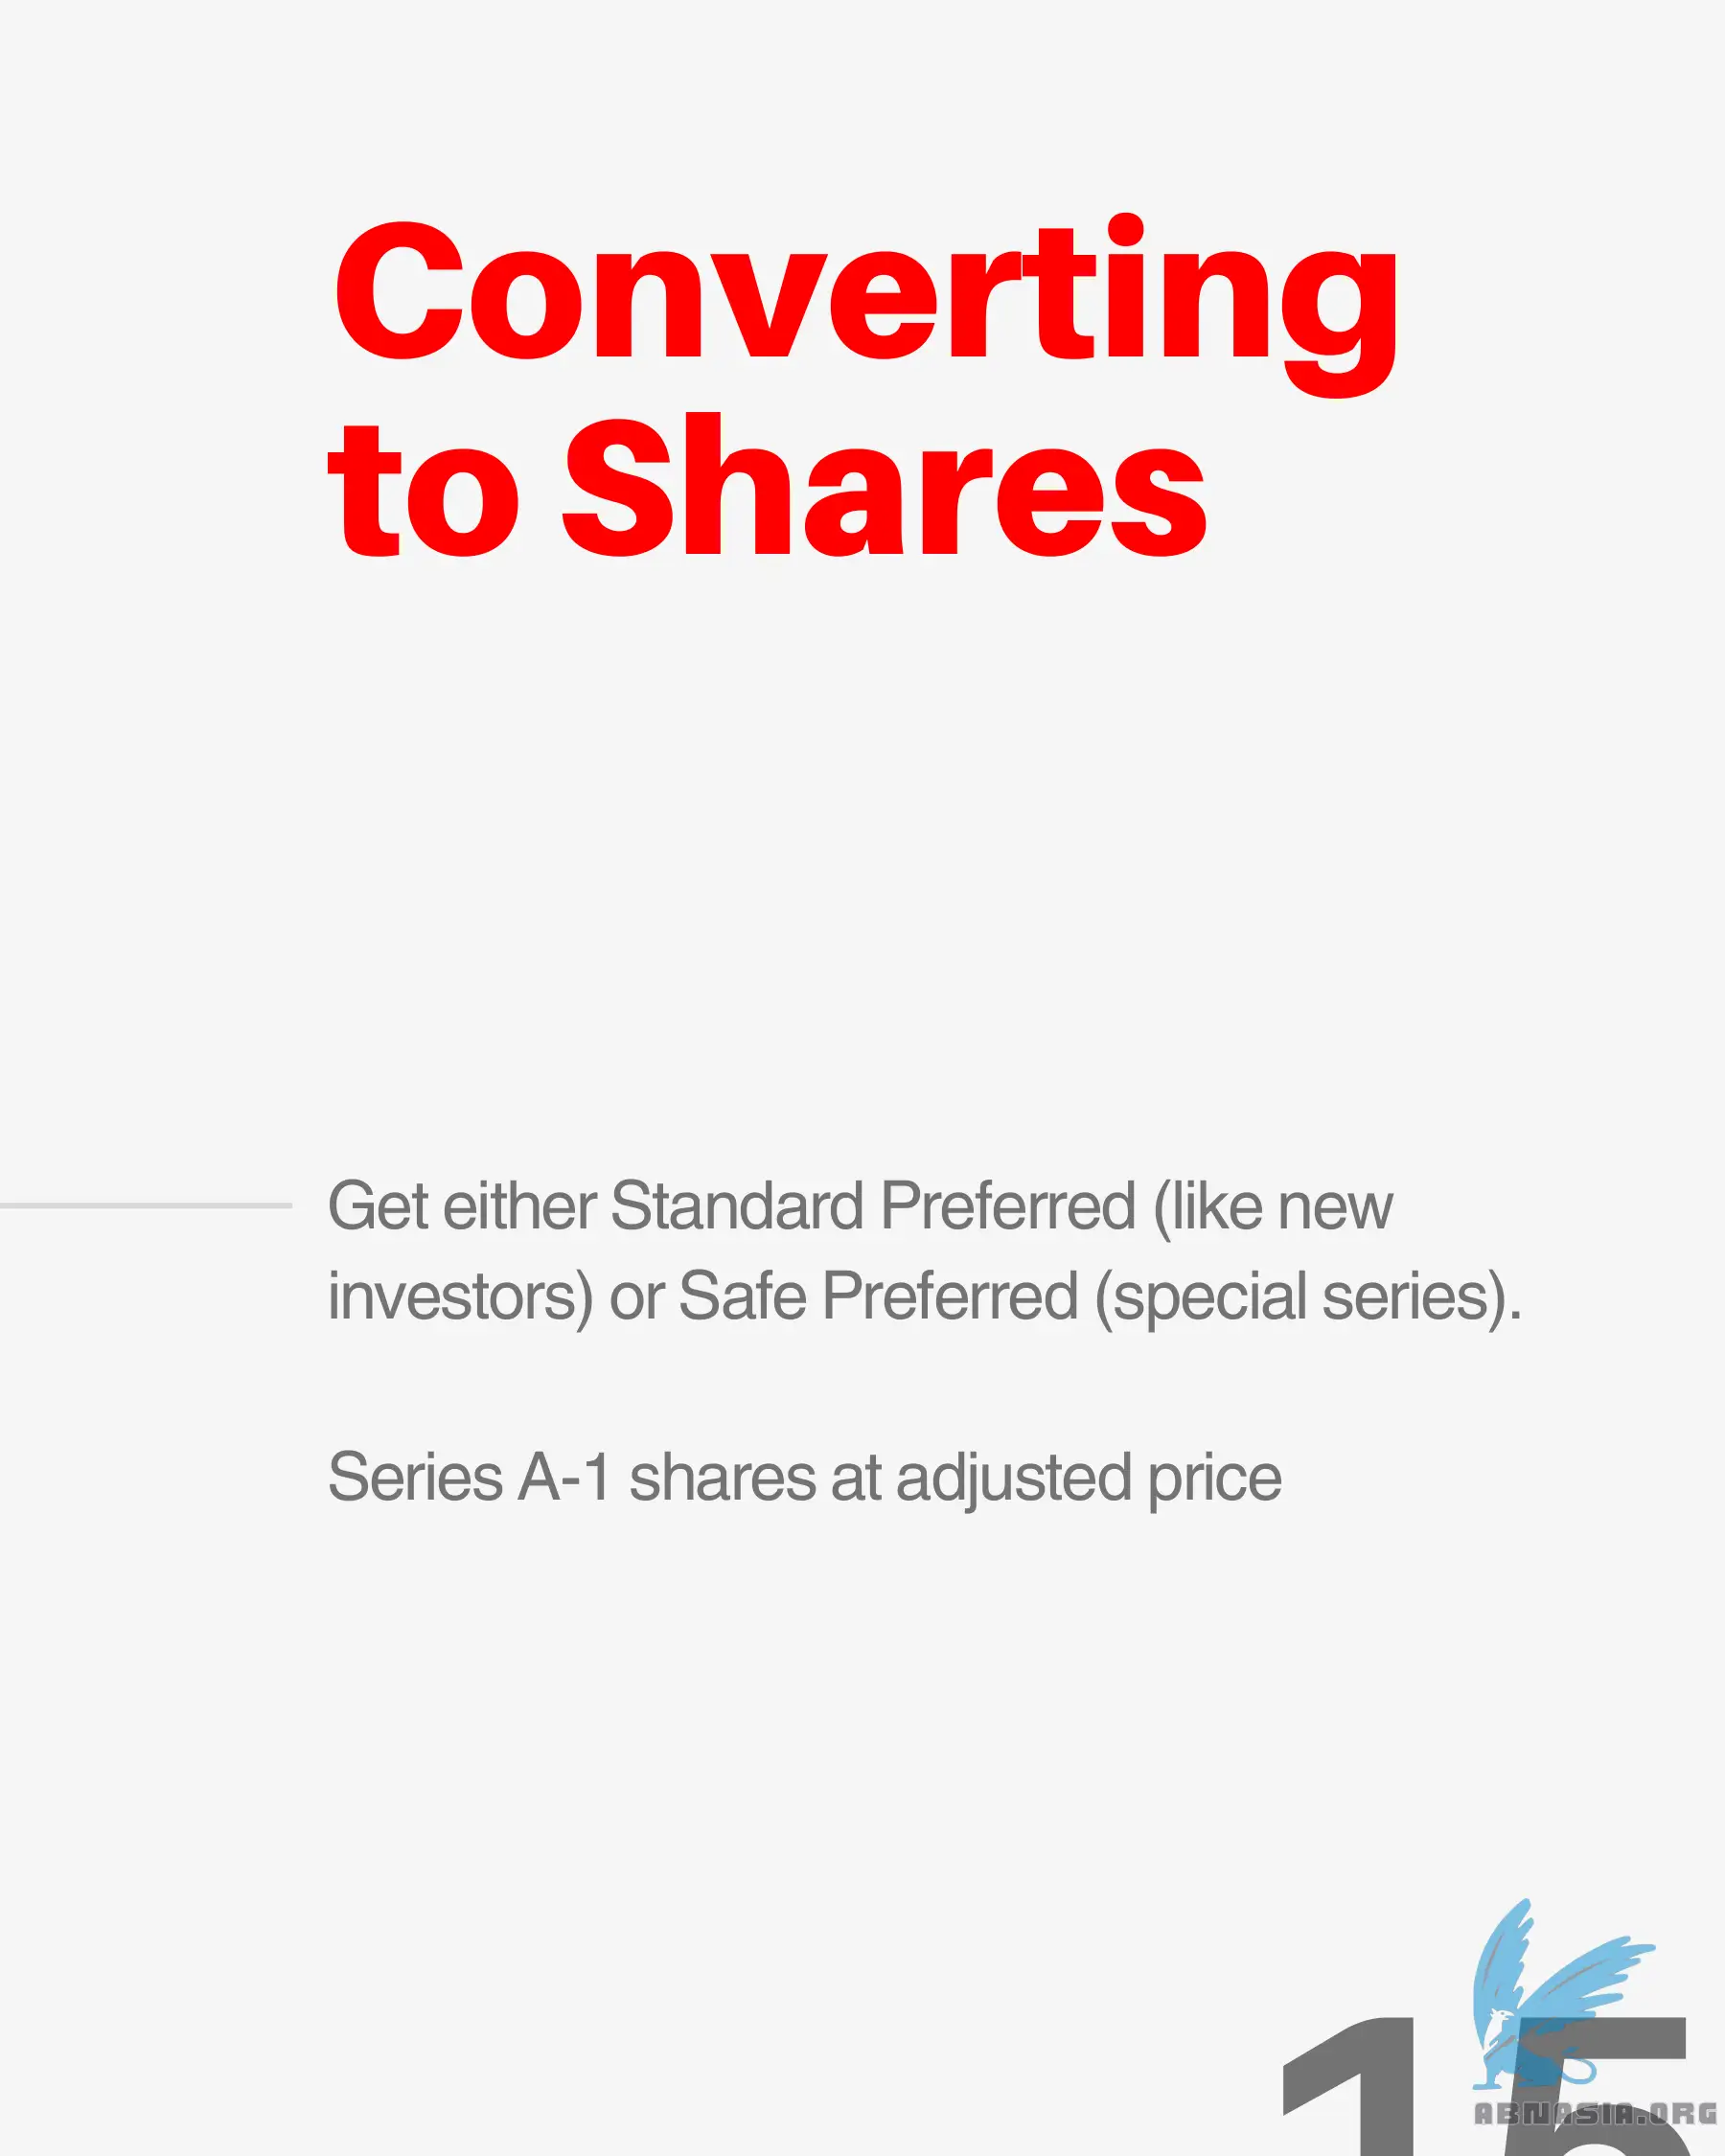 Converting
to Shares
Get either Standard Preferred (like new
investors) or Safe Preferred (special series).
Series A-1 shares at adjusted price
15
ABNASIA.ORG